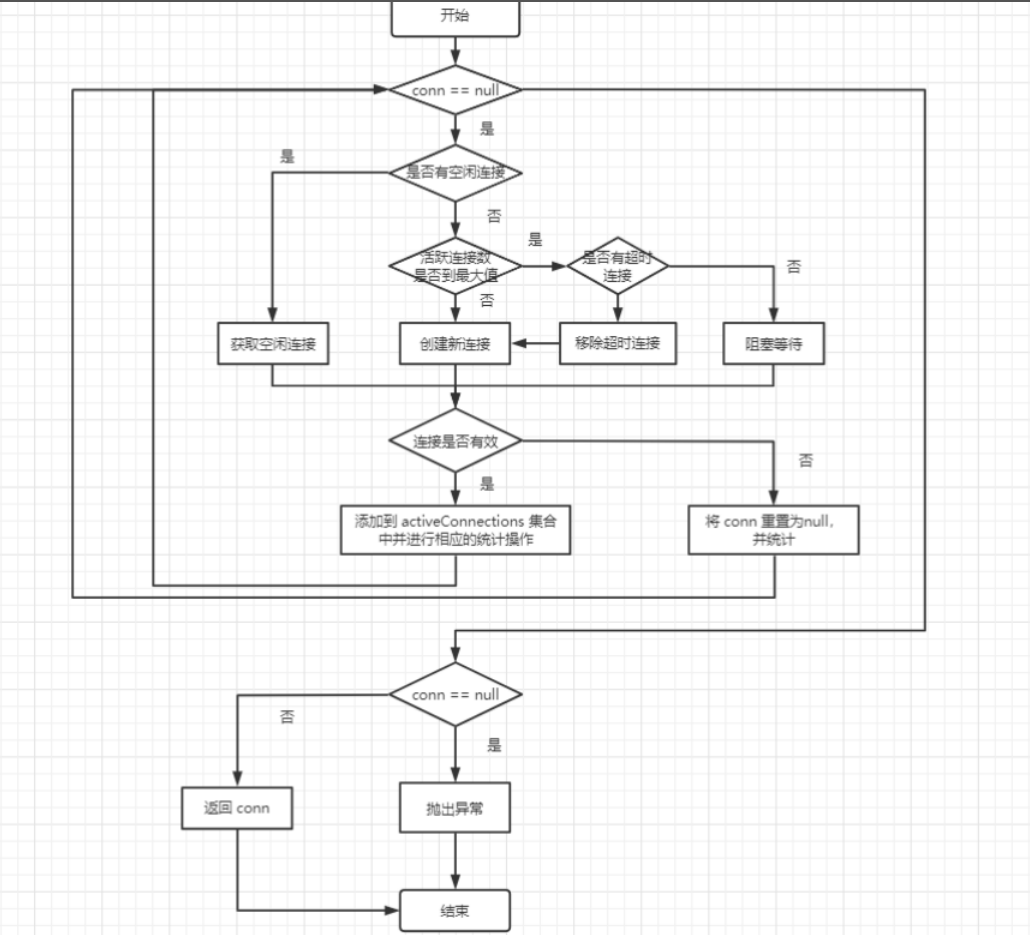 开始
conn == null
是
是
是否有空闲连接
否
是
活跃连接数
是否到最大值
是否有超时
连接
否
否
获取空闲连接
创建新连接
移除超时连接
阻塞等待
连接是否有效
否
是
添加到 activeConnections 集合
中并进行相应的统计操作
将 conn 重置为null，
并统计
conn == null
否
是
返回 conn
抛出异常
结束